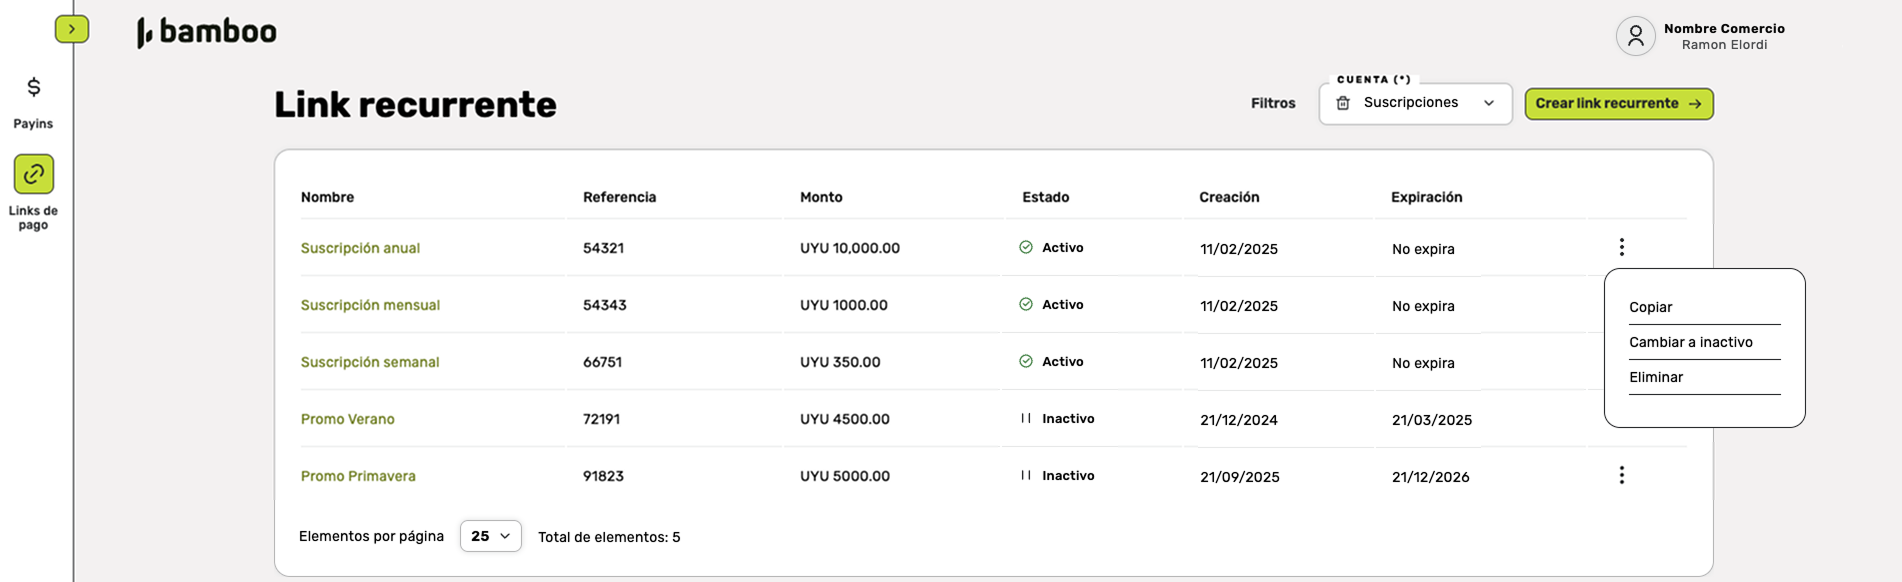 bamboo
Nombre Comercio
Ramon Elordi
$
Payins
Links de
pago
Link recurrente
Filtros
CUENTA (*)
Suscripciones
Crear link recurrente →
Nombre Referencia Monto Estado Creación Expiración
Suscripción anual 54321 UYU 10,000.00 Activo 11/02/2025 No expira
Suscripción mensual 54343 UYU 1000.00 Activo 11/02/2025 No expira
Suscripción semanal 66751 UYU 350.00 Activo 11/02/2025 No expira
Promo Verano 72191 UYU 4500.00 Inactivo 21/12/2024 21/03/2025
Promo Primavera 91823 UYU 5000.00 Inactivo 21/09/2025 21/12/2026
Copiar
Cambiar a inactivo
Eliminar
Elementos por página 25 Total de elementos: 5